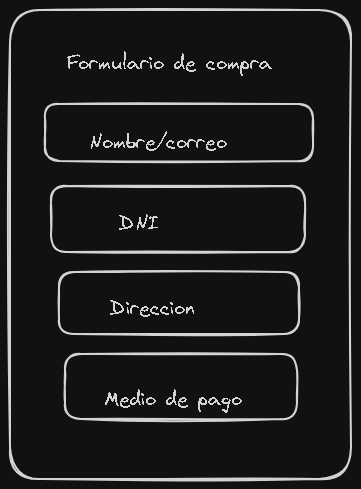 Formulario de compra
Nombre/correo
DNI
Direccion
Medio de pago